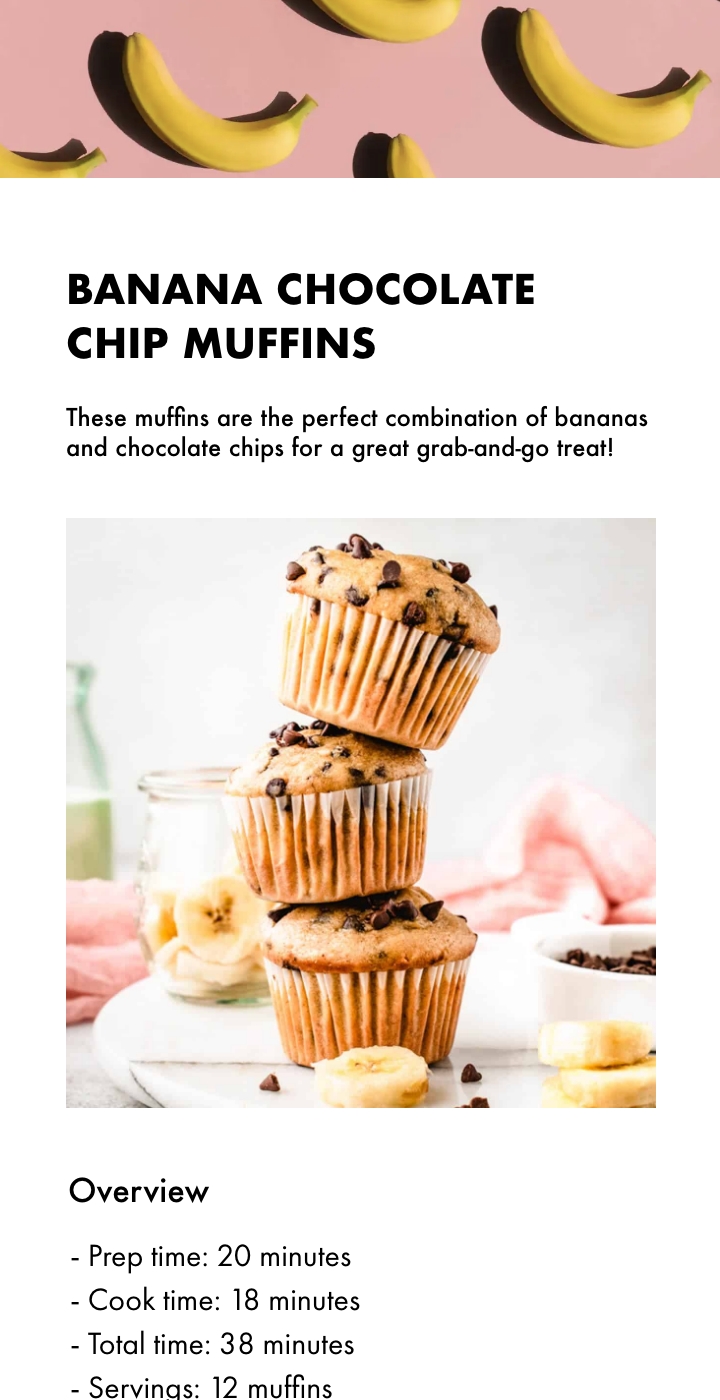 BANANA CHOCOLATE
CHIP MUFFINS
These muffins are the perfect combination of bananas
and chocolate chips for a great grab-and-go treat!
Overview
- Prep time: 20 minutes
- Cook time: 18 minutes
- Total time: 38 minutes
- Servings: 12 muffins